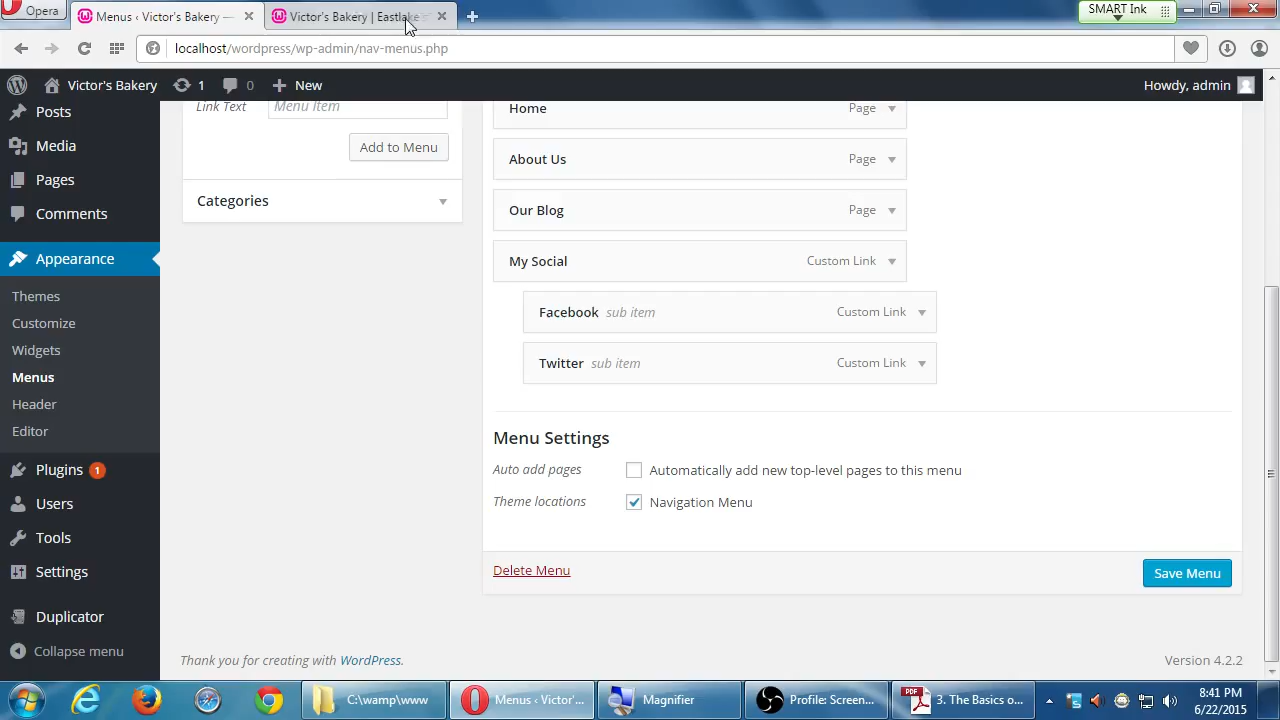 Opera
Menus ‹ Victor's Bakery —
Victor's Bakery | Eastlake
SMART Ink
localhost/wordpress/wp-admin/nav-menus.php
Victor's Bakery
1
0
New
Howdy, admin
Posts
Media
Pages
Comments
Appearance
Themes
Customize
Widgets
Menus
Header
Editor
Plugins 1
Users
Tools
Settings
Duplicator
Collapse menu
Link Text
Menu Item
Add to Menu
Categories
Home Page
About Us Page
Our Blog Page
My Social Custom Link
Facebook sub item Custom Link
Twitter sub item Custom Link
Menu Settings
Auto add pages
Automatically add new top-level pages to this menu
Theme locations
Navigation Menu
Delete Menu
Save Menu
Thank you for creating with WordPress.
Version 4.2.2
C:\wamp\www
Menus ‹ Victor'...
Magnifier
Profile: Screen...
PDF
3. The Basics o...
8:41 PM
6/22/2015